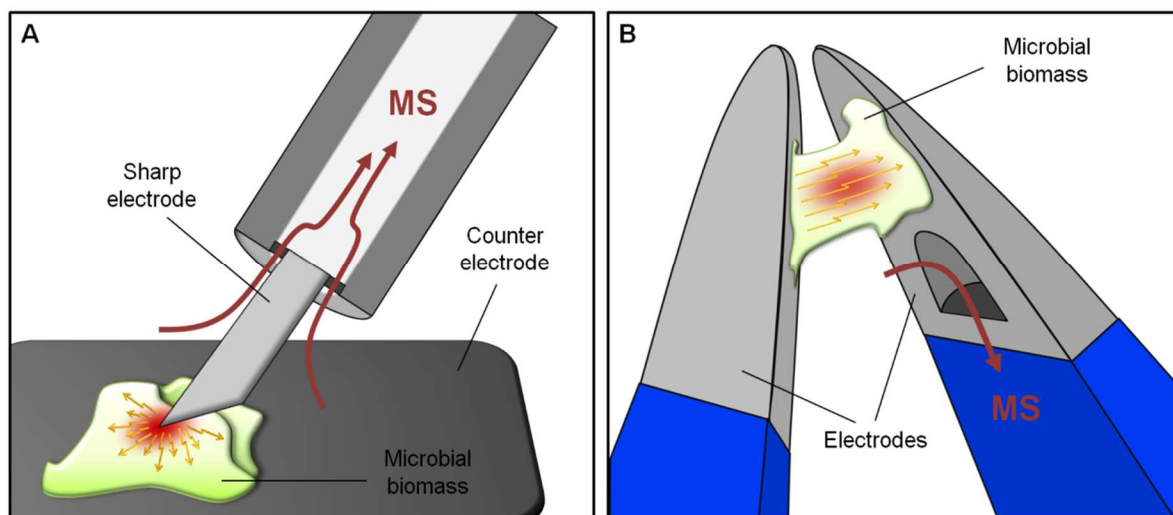 A
MS
Sharp
electrode
Counter
electrode
Microbial
biomass
B
Microbial
biomass
MS
Electrodes